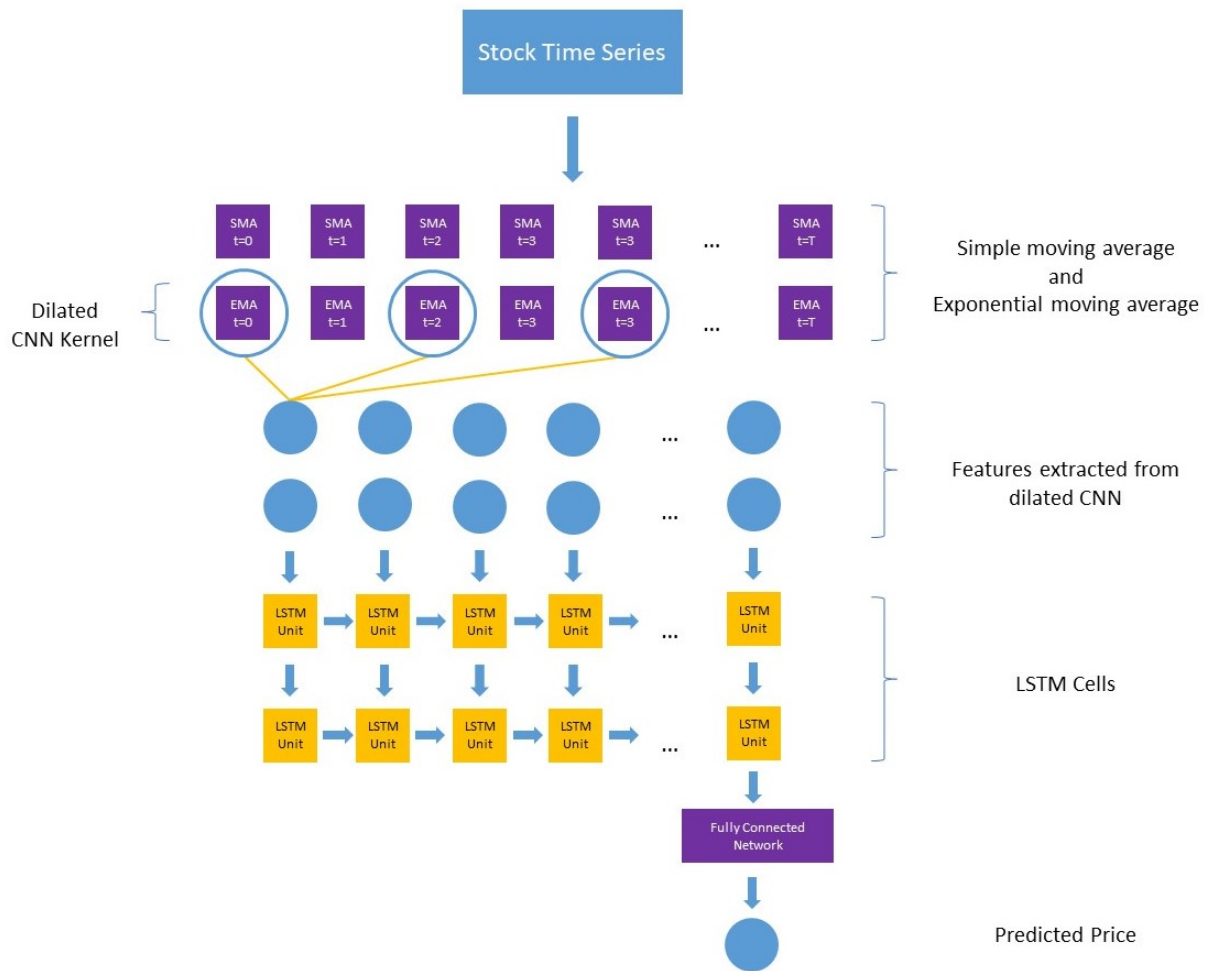 Stock Time Series
SMA
t=0
SMA
t=1
SMA
t=2
SMA
t=3
SMA
t=3
...
SMA
t=T
Simple moving average
and
Exponential moving average
Dilated
CNN Kernel
EMA
t=0
EMA
t=1
EMA
t=2
EMA
t=3
EMA
t=3
...
EMA
t=T
...
...
Features extracted from
dilated CNN
LSTM
Unit
LSTM
Unit
LSTM
Unit
LSTM
Unit
...
LSTM
Unit
LSTM Cells
LSTM
Unit
LSTM
Unit
LSTM
Unit
LSTM
Unit
...
LSTM
Unit
Fully Connected
Network
Predicted Price